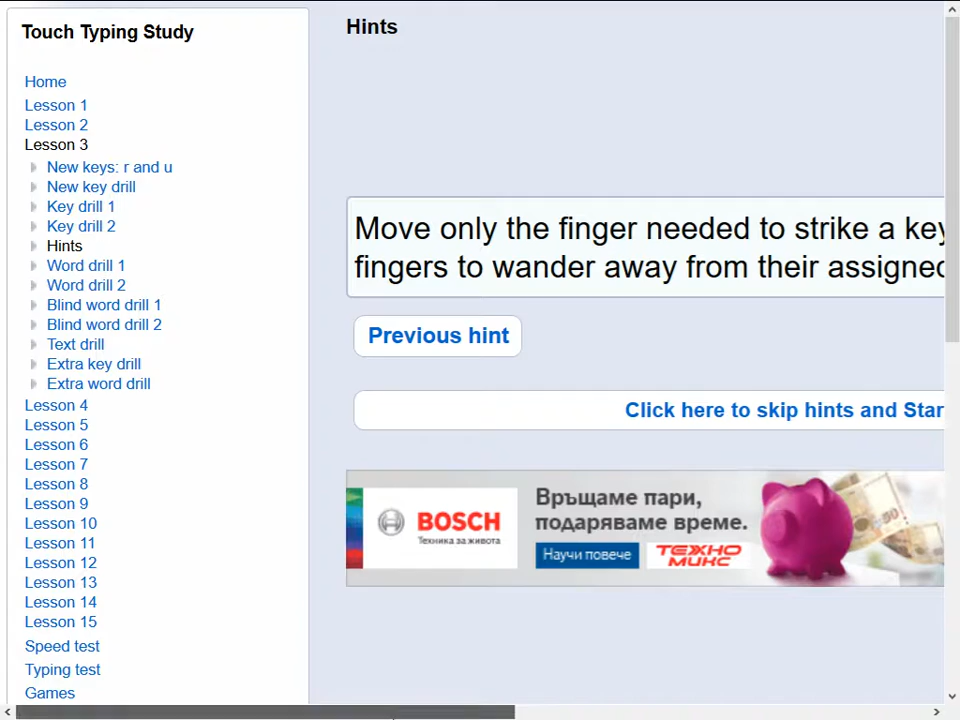 Touch Typing Study
Home
Lesson 1
Lesson 2
Lesson 3
New keys: r and u
New key drill
Key drill 1
Key drill 2
Hints
Word drill 1
Word drill 2
Blind word drill 1
Blind word drill 2
Text drill
Extra key drill
Extra word drill
Lesson 4
Lesson 5
Lesson 6
Lesson 7
Lesson 8
Lesson 9
Lesson 10
Lesson 11
Lesson 12
Lesson 13
Lesson 14
Lesson 15
Speed test
Typing test
Games
Hints
Move only the finger needed to strike a key
fingers to wander away from their assigned
Previous hint
Click here to skip hints and Star
BOSCH
Техника за живота
Връщаме пари,
подаряваме време.
Научи повече
ТЕХНО
МИКС